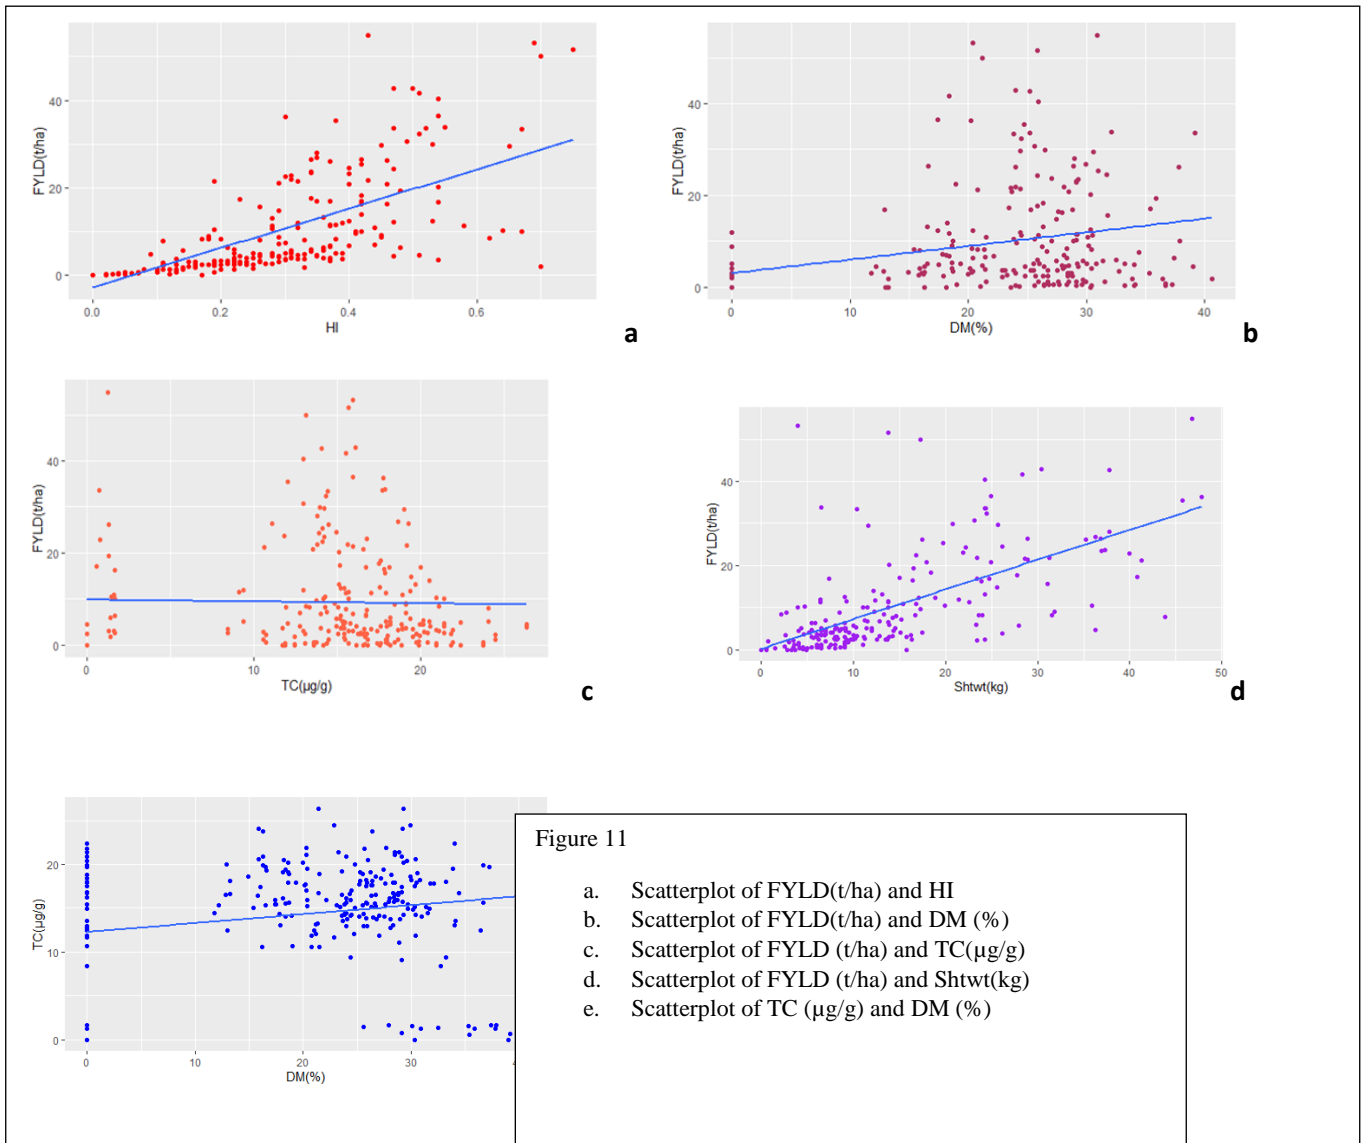 FYLD(t/ha)
40
20
0
0.0 0.2 0.4 0.6
HI
a
FYLD(t/ha)
40
20
0
0 10 20 30 40
DM(%)
b
FYLD(t/ha)
40
20
0
0 10 20
TC(µg/g)
c
FYLD(t/ha)
40
20
0
0 10 20 30 40 50
Shtwt(kg)
d
TC(µg/g)
20
10
0
0 10 20 30
DM(%)
Figure 11
a. Scatterplot of FYLD(t/ha) and HI
b. Scatterplot of FYLD(t/ha) and DM (%)
c. Scatterplot of FYLD (t/ha) and TC(µg/g)
d. Scatterplot of FYLD (t/ha) and Shtwt(kg)
e. Scatterplot of TC (µg/g) and DM (%)